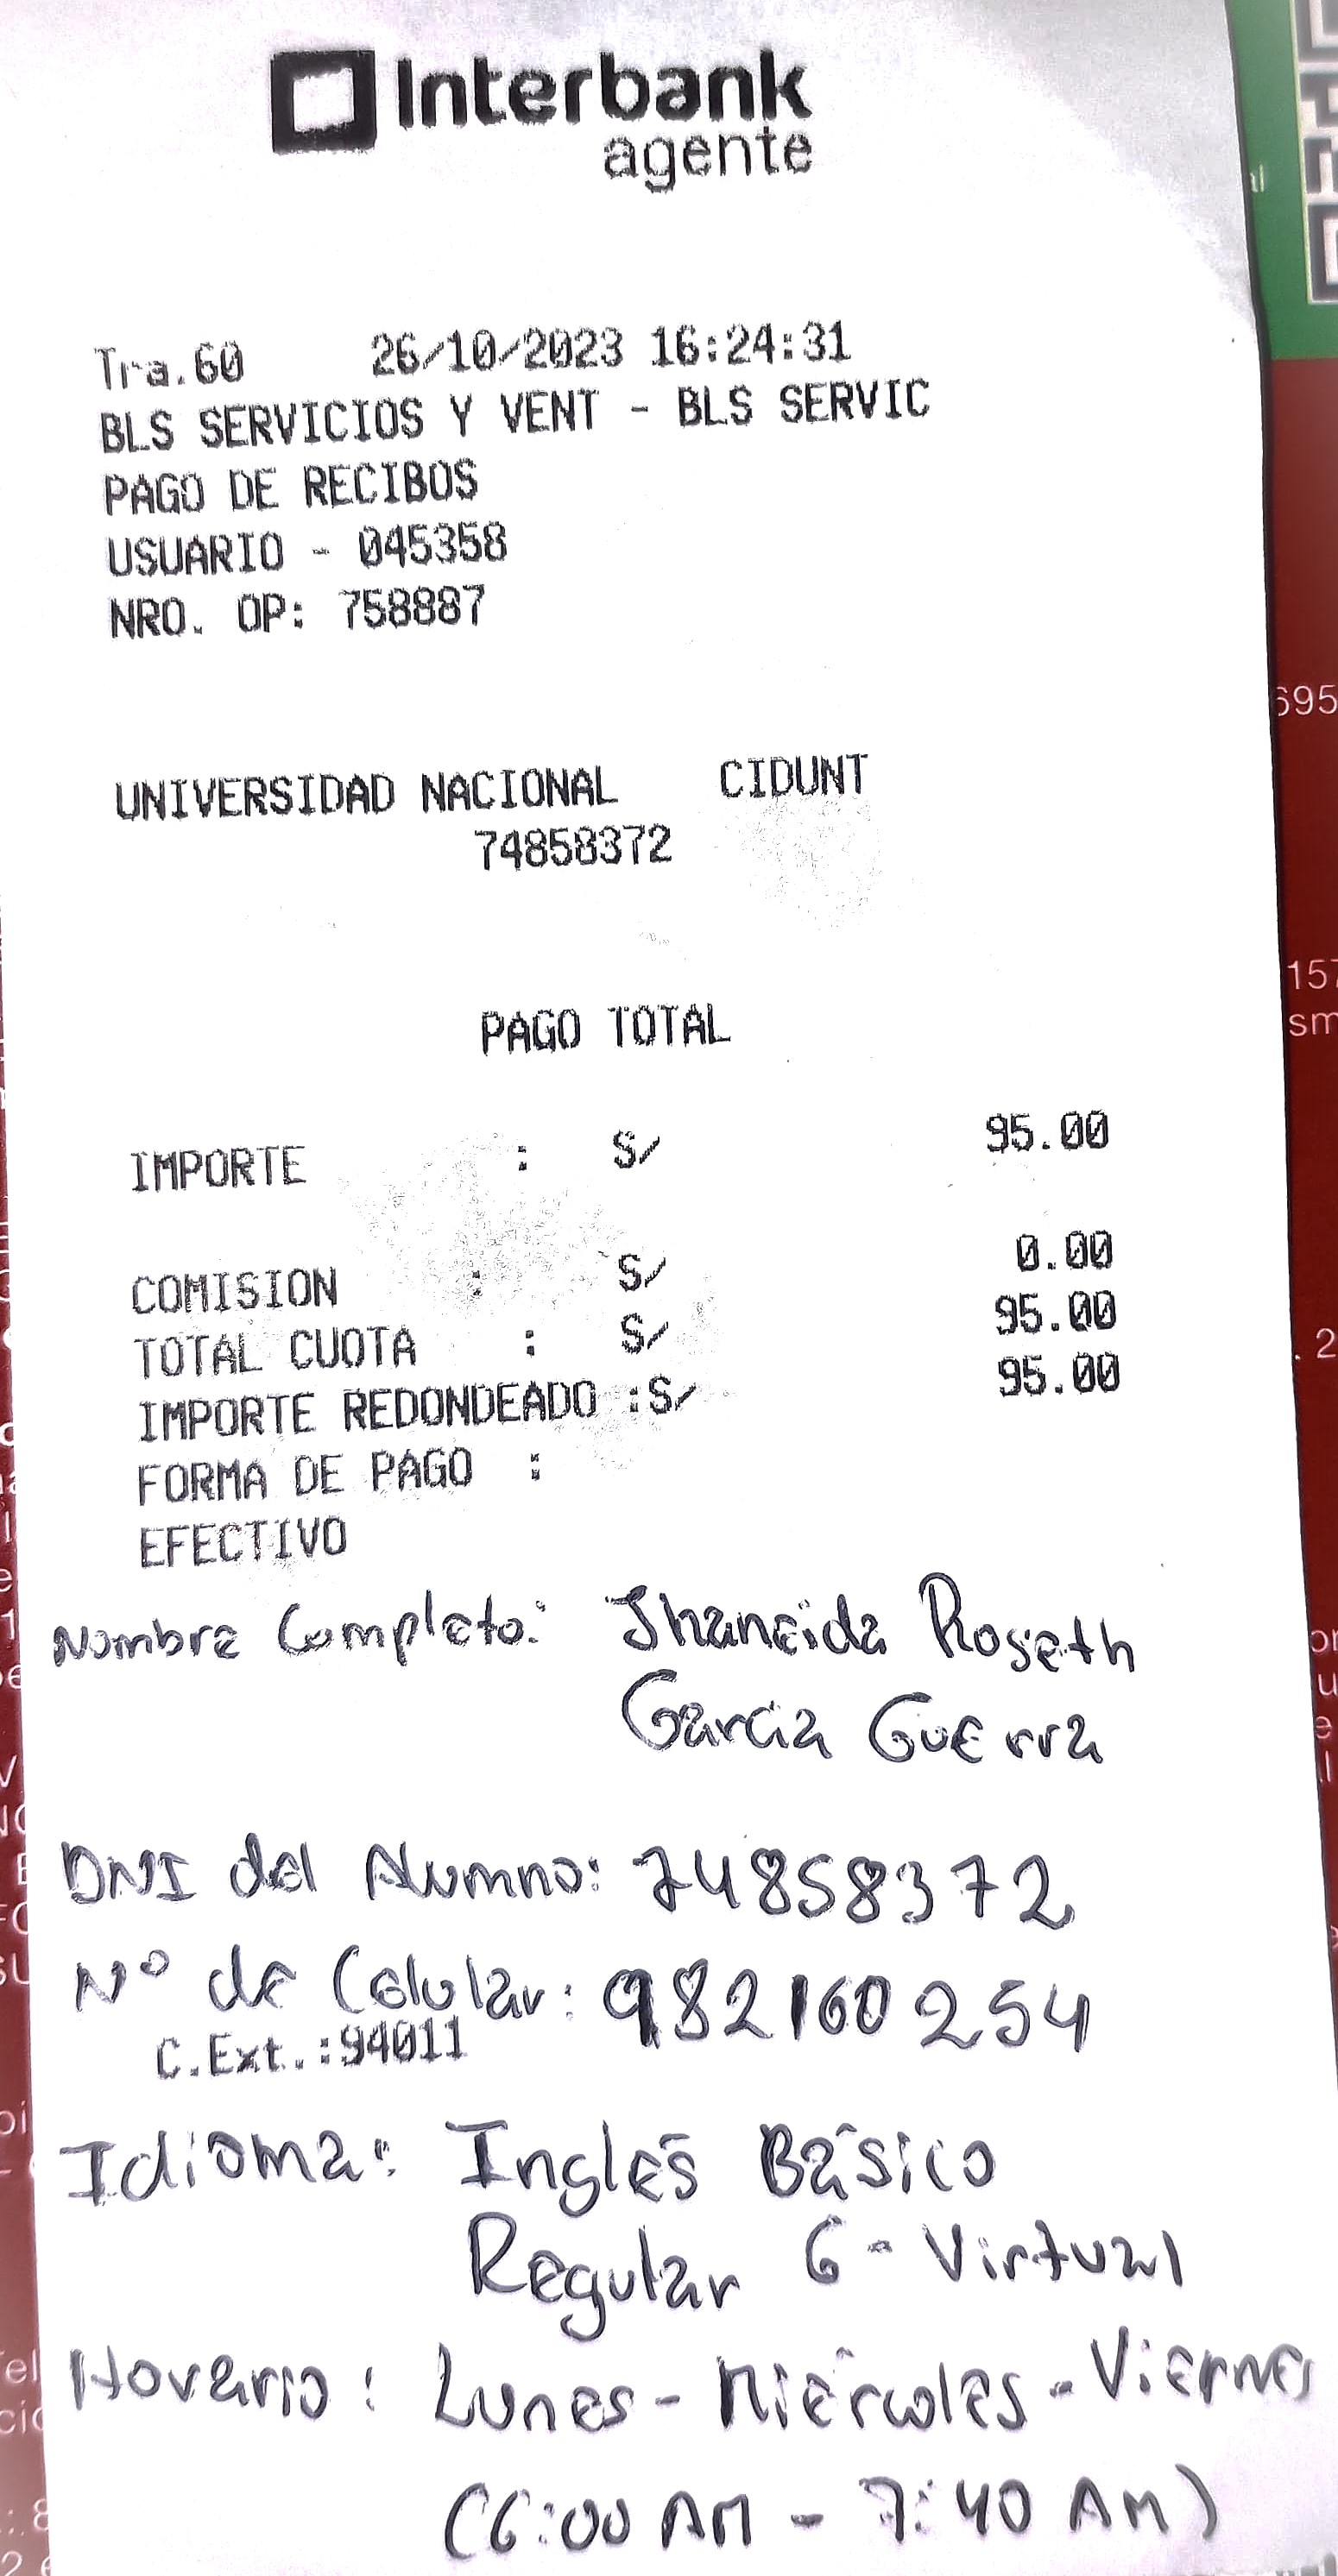 Interbank
agente
Tra.60 26/10/2023 16:24:31
BLS SERVICIOS Y VENT - BLS SERVIC
PAGO DE RECIBOS
USUARIO - 045358
NRO. OP: 758887
UNIVERSIDAD NACIONAL CIDUNT
74858372
PAGO TOTAL
IMPORTE : S/ 95.00
COMISION : S/ 0.00
TOTAL CUOTA : S/ 95.00
IMPORTE REDONDEADO :S/ 95.00
FORMA DE PAGO :
EFECTIVO
Nombre Completo: Jhaneida Roseth
Garcia Guerra
DNI del Alumno: 74858372
N° de Celular: 982160254
C.Ext.:94011
Idioma: Inglés Básico
Regular 6 - Virtual
Horario: Lunes - Miércoles - Viernes
(6:00 AM - 7:40 AM)